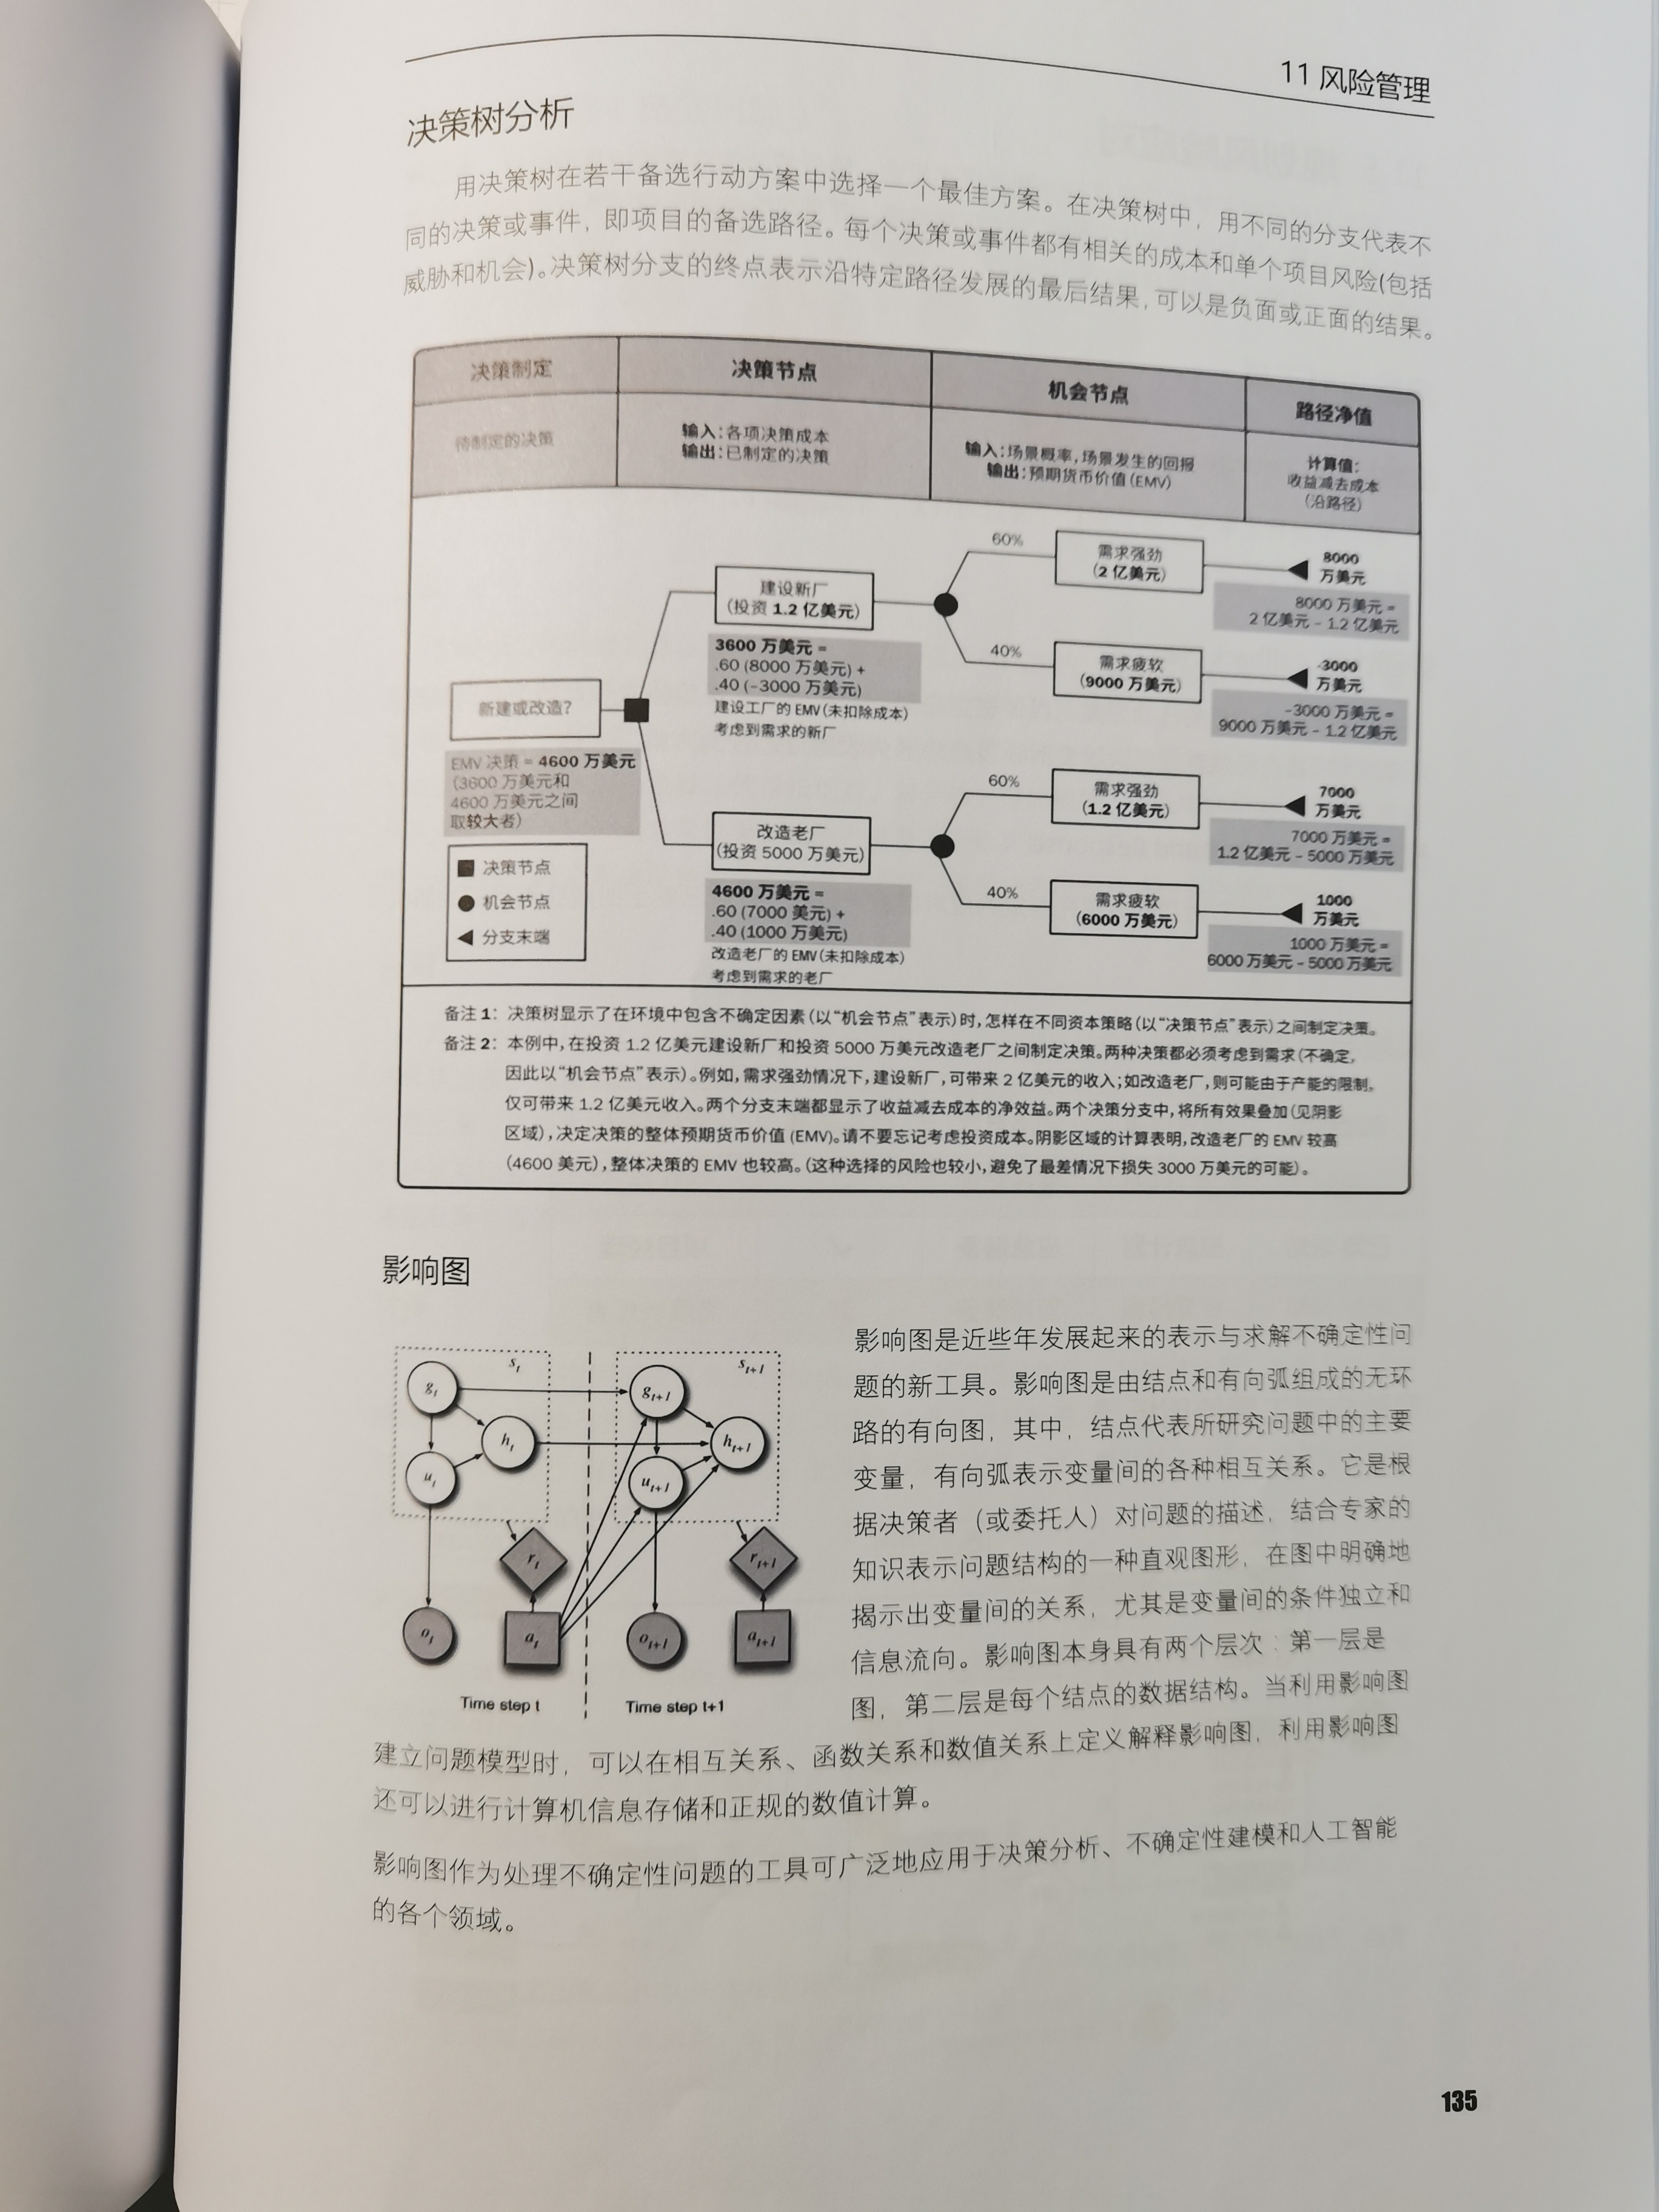 11 风险管理
决策树分析
用决策树在若干备选行动方案中选择一个最佳方案。在决策树中，用不同的分支代表不
同的决策或事件，即项目的备选路径。每个决策或事件都有相关的成本和单个项目风险(包括
威胁和机会)。决策树分支的终点表示沿特定路径发展的最后结果，可以是负面或正面的结果。
决策制定
决策节点
机会节点
路径净值
待制定的决策
输入：各项决策成本
输出：已制定的决策
输入：场景概率，场景发生的回报
输出：预期货币价值(EMV)
计算值：
收益减去成本
(沿路径)
新建或改造？
EMV 决策 = 4600 万美元
(3600 万美元和
4600 万美元之间
取较大者)
决策节点
机会节点
分支末端
建设新厂
(投资 1.2 亿美元)
3600 万美元 =
.60 (8000 万美元) +
.40 (-3000 万美元)
建设工厂的 EMV (未扣除成本)
考虑到需求的新厂
60%
需求强劲
(2 亿美元)
8000
万美元
8000 万美元 =
2 亿美元 - 1.2 亿美元
40%
需求疲软
(9000 万美元)
-3000
万美元
-3000 万美元 =
9000 万美元 - 1.2 亿美元
改造老厂
(投资 5000 万美元)
4600 万美元 =
.60 (7000 美元) +
.40 (1000 万美元)
改造老厂的 EMV (未扣除成本)
考虑到需求的老厂
60%
需求强劲
(1.2 亿美元)
7000
万美元
7000 万美元 =
1.2 亿美元 - 5000 万美元
40%
需求疲软
(6000 万美元)
1000
万美元
1000 万美元 =
6000 万美元 - 5000 万美元
备注 1：决策树显示了在环境中包含不确定因素(以“机会节点”表示)时，怎样在不同资本策略(以“决策节点”表示)之间制定决策。
备注 2：本例中，在投资 1.2 亿美元建设新厂和投资 5000 万美元改造老厂之间制定决策。两种决策都必须考虑到需求(不确定，
因此以“机会节点”表示)。例如，需求强劲情况下，建设新厂，可带来 2 亿美元的收入；如改造老厂，则可能由于产能的限制，
仅可带来 1.2 亿美元收入。两个分支末端都显示了收益减去成本的净效益。两个决策分支中，将所有效果叠加(见阴影
区域)，决定决策的整体预期货币价值 (EMV)。请不要忘记考虑投资成本。阴影区域的计算表明，改造老厂的 EMV 较高
(4600 美元)，整体决策的 EMV 也较高。(这种选择的风险也较小，避免了最差情况下损失 3000 万美元的可能)。
影响图
s_t
g_t
h_t
u_t
r_t
o_t
a_t
Time step t
s_{t+1}
g_{t+1}
h_{t+1}
u_{t+1}
r_{t+1}
o_{t+1}
a_{t+1}
Time step t+1
影响图是近些年发展起来的表示与求解不确定性问
题的新工具。影响图是由结点和有向弧组成的无环
路的有向图，其中，结点代表所研究问题中的主要
变量，有向弧表示变量间的各种相互关系。它是根
据决策者（或委托人）对问题的描述，结合专家的
知识表示问题结构的一种直观图形，在图中明确地
揭示出变量间的关系，尤其是变量间的条件独立和
信息流向。影响图本身具有两个层次：第一层是
图，第二层是每个结点的数据结构。当利用影响图
建立问题模型时，可以在相互关系、函数关系和数值关系上定义解释影响图，利用影响图
还可以进行计算机信息存储和正规的数值计算。
影响图作为处理不确定性问题的工具可广泛地应用于决策分析、不确定性建模和人工智能
的各个领域。
135